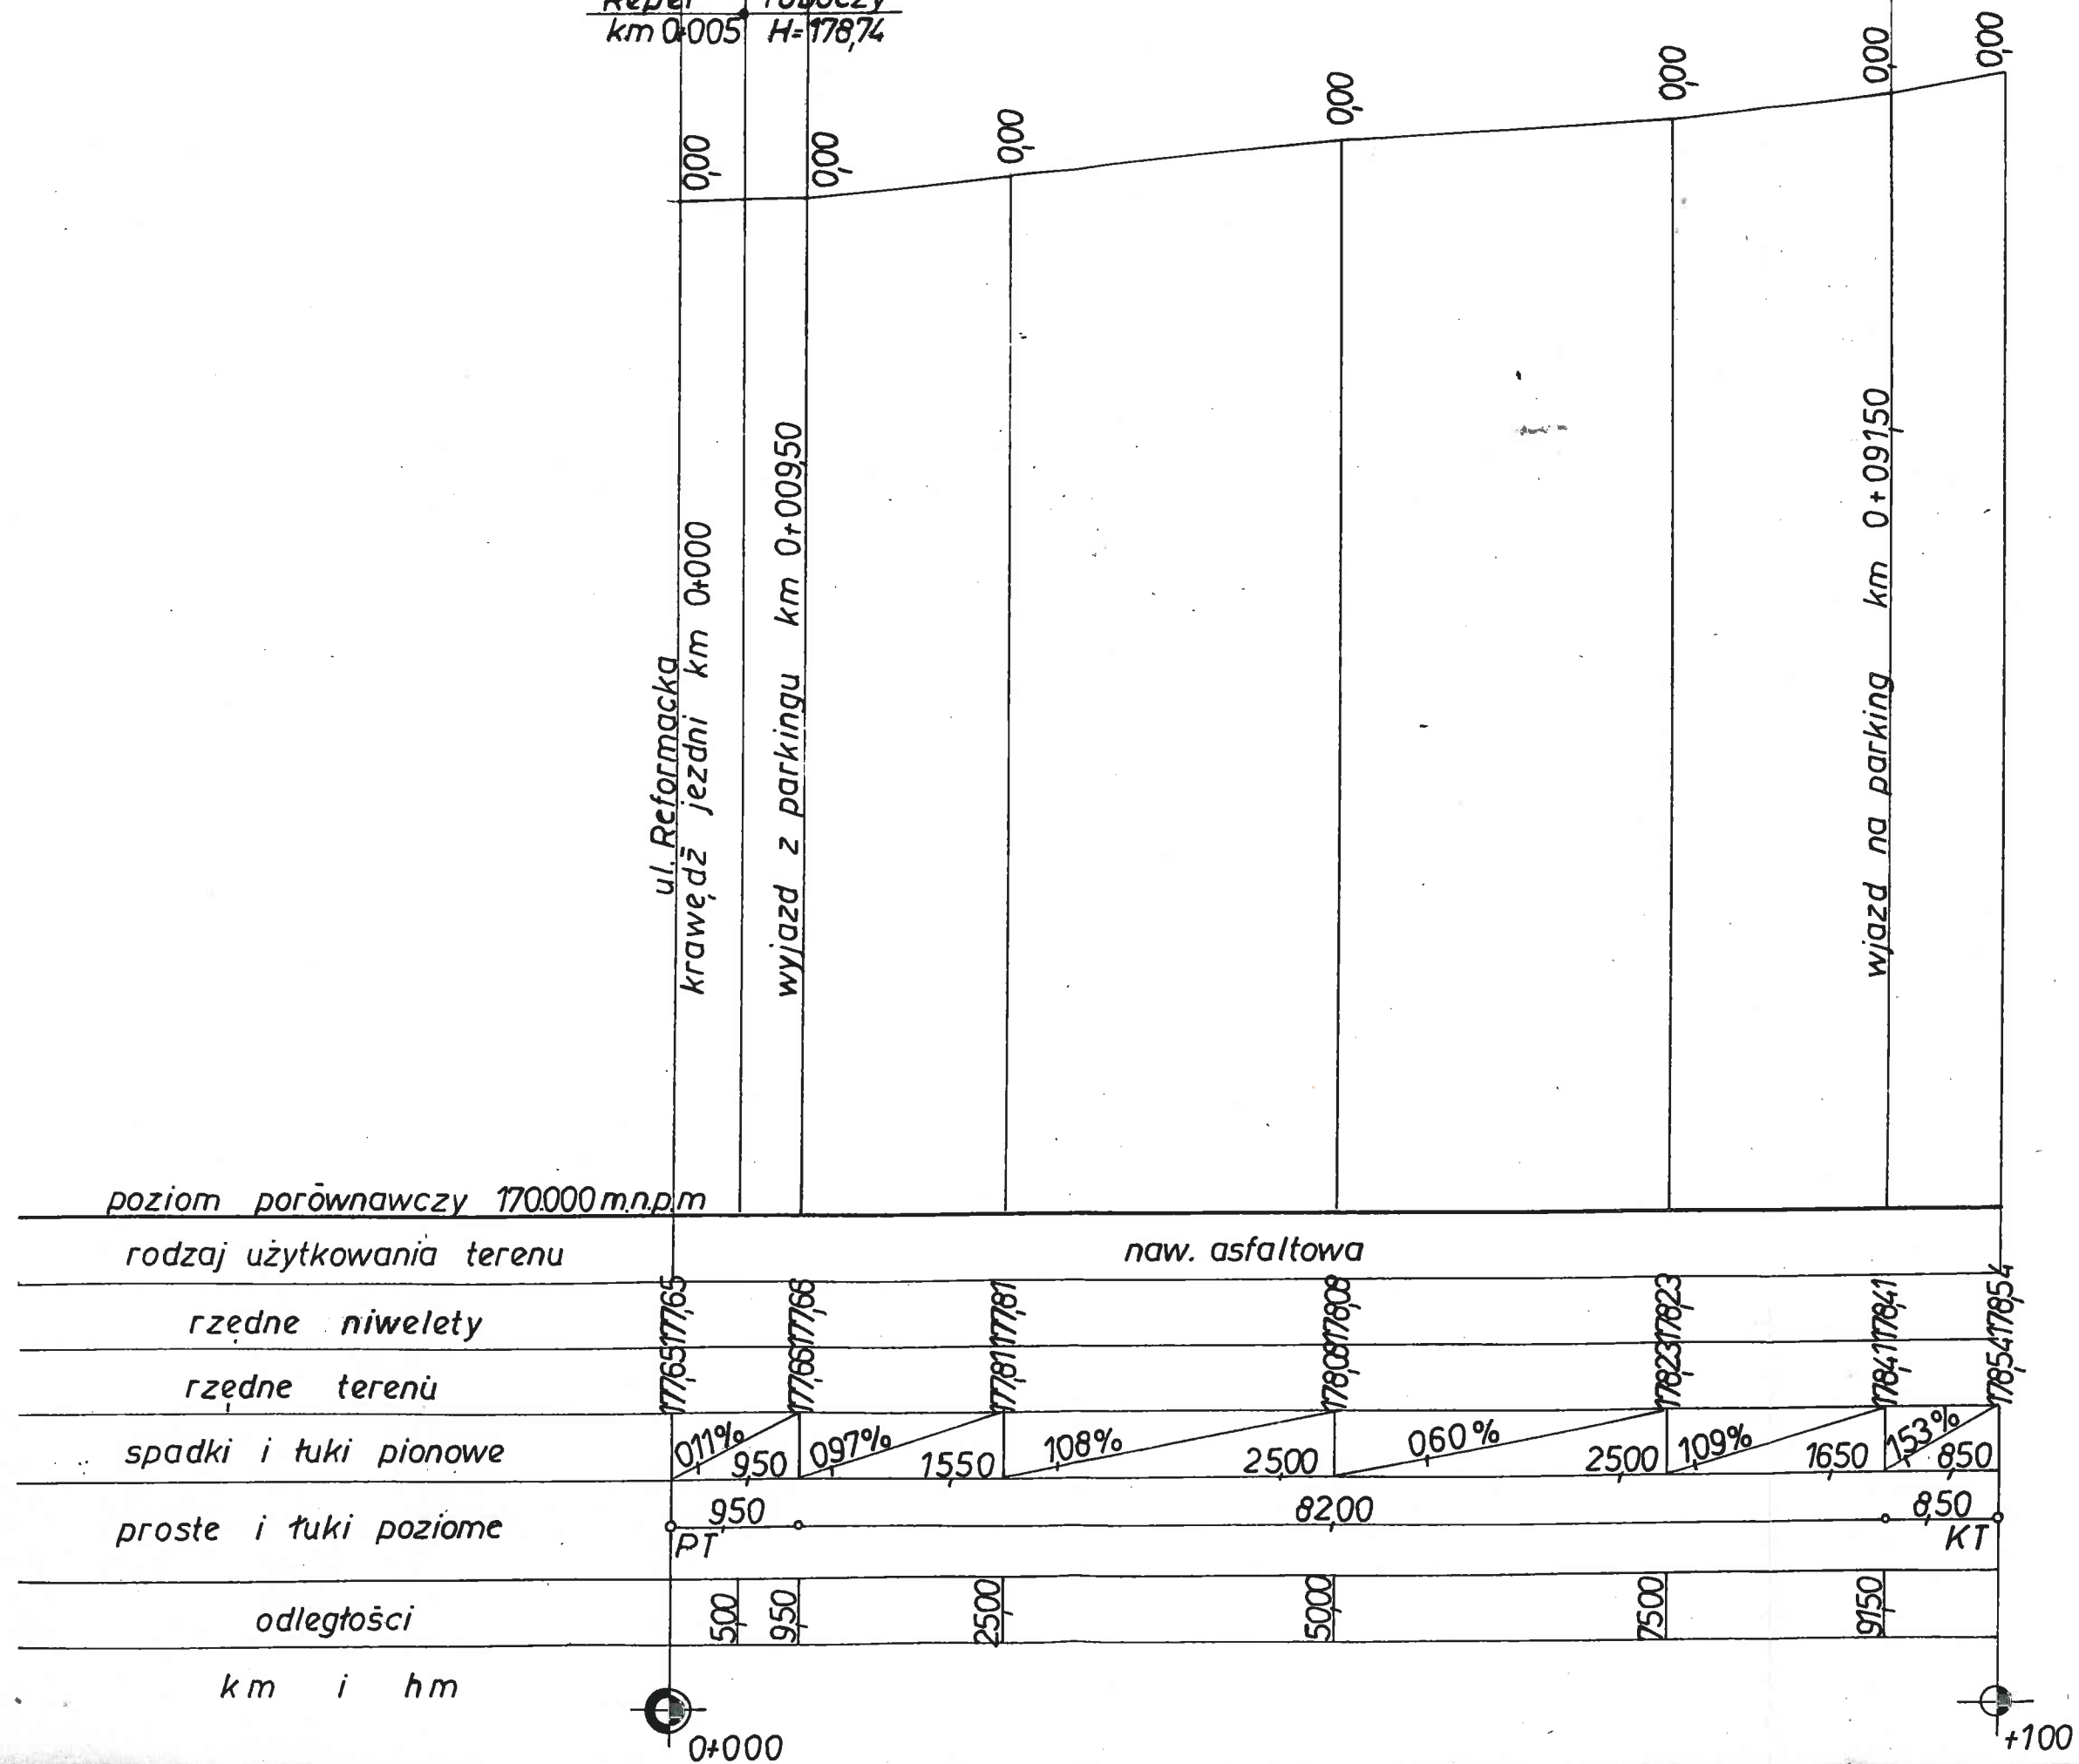 Reper roboczy
km 0+005 H=178,74
0,00 0,00 0,00 0,00 0,00 0,00 0,00
ul. Reformacka
krawędź jezdni km 0+000
wyjazd z parkingu km 0+009,50
wjazd na parking km 0+091,50
poziom porównawczy 170.000 m.n.p.m
rodzaj użytkowania terenu naw. asfaltowa
rzędne niwelety 177,65 177,66 177,81 178,08 178,23 178,41 178,54
rzędne terenu 177,65 177,66 177,81 178,08 178,23 178,41 178,54
spadki i łuki pionowe 0,11% 9,50 0,97% 15,50 1,08% 25,00 0,60% 25,00 1,09% 16,50 1,53% 8,50
proste i łuki poziome 9,50 82,00 8,50
PT KT
odległości 5,00 9,50 25,00 50,00 75,00 91,50
km i hm
0+000 +100